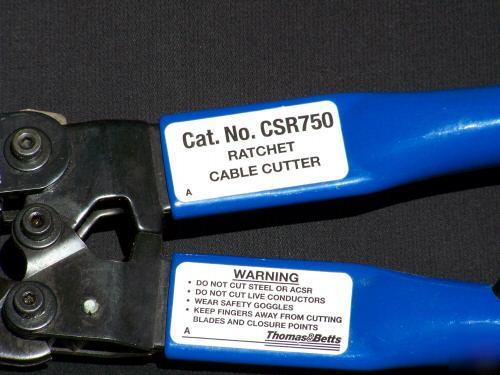 Cat. No. CSR750
RATCHET
CABLE CUTTER
A
WARNING
• DO NOT CUT STEEL OR ACSR
• DO NOT CUT LIVE CONDUCTORS
• WEAR SAFETY GOGGLES
• KEEP FINGERS AWAY FROM CUTTING
BLADES AND CLOSURE POINTS
A
Thomas&Betts